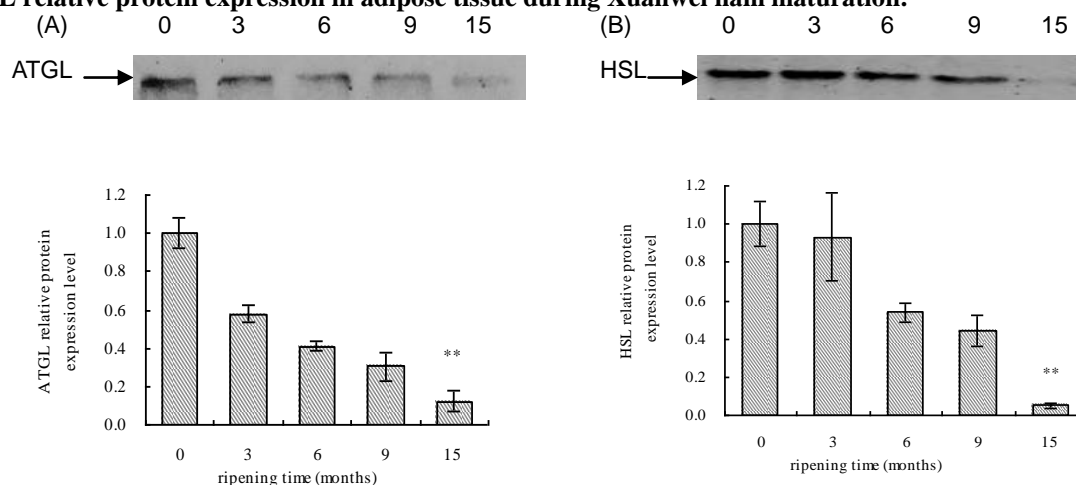 L relative protein expression in adipose tissue during Xuanwei ham maturation.
(A) 0 3 6 9 15
ATGL
1.2
1.0
0.8
0.6
0.4
0.2
0.0
ATGL relative protein
expression level
**
0 3 6 9 15
ripening time (months)
(B) 0 3 6 9 15
HSL
1.2
1.0
0.8
0.6
0.4
0.2
0.0
HSL relative protein
expression level
**
0 3 6 9 15
ripening time (months)